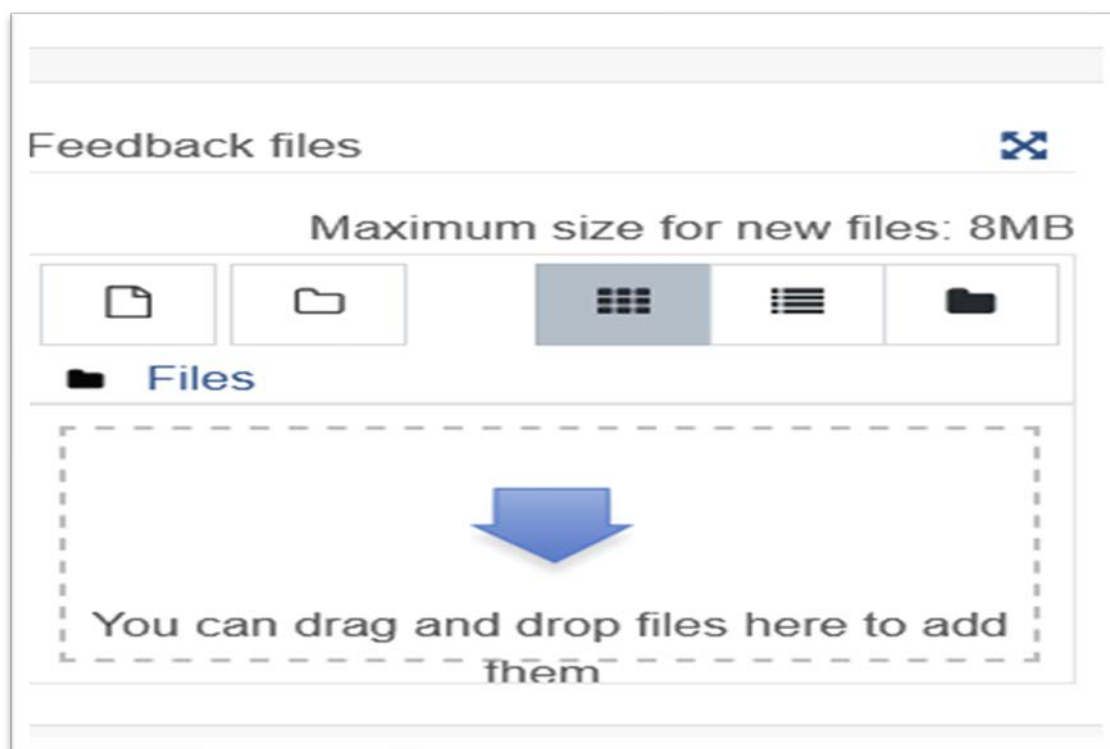 Feedback files
Maximum size for new files: 8MB
Files
You can drag and drop files here to add
them